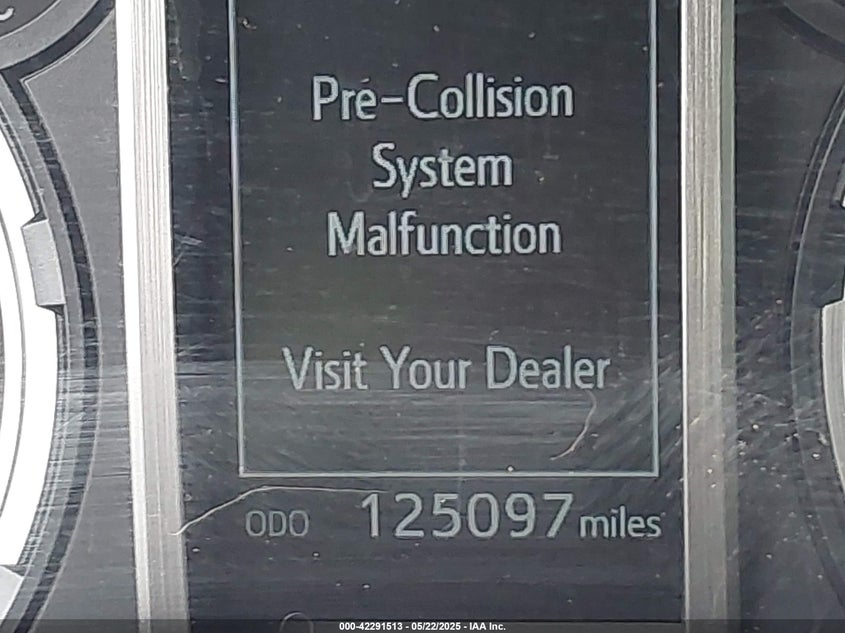 Pre-Collision
System
Malfunction
Visit Your Dealer
ODO 125097 miles
000-42291513 - 05/22/2025 - IAA Inc.